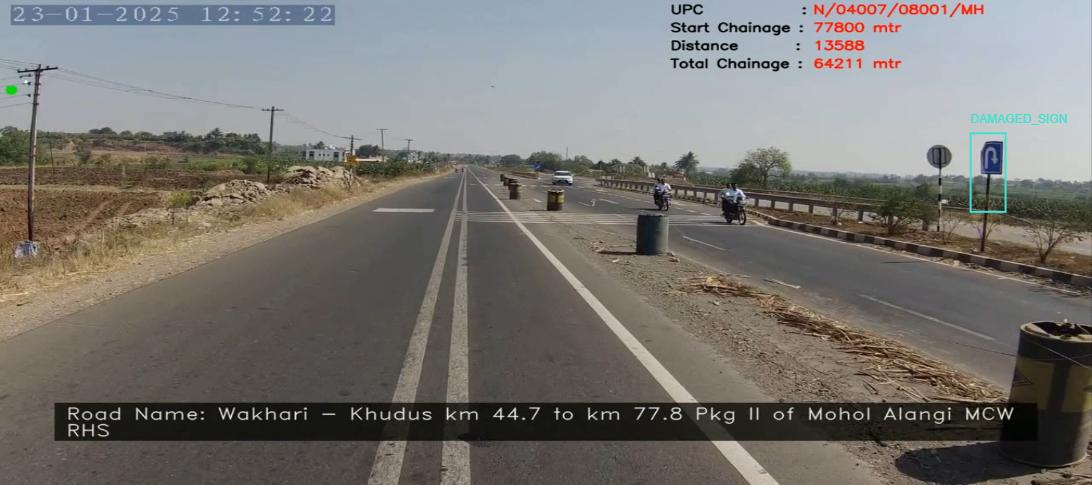 23-01-2025 12:52:22
UPC : N/04007/08001/MH
Start Chainage : 77800 mtr
Distance : 13588
Total Chainage : 64211 mtr
DAMAGED_SIGN
Road Name: Wakhari – Khudus km 44.7 to km 77.8 Pkg II of Mohol Alangi MCW
RHS